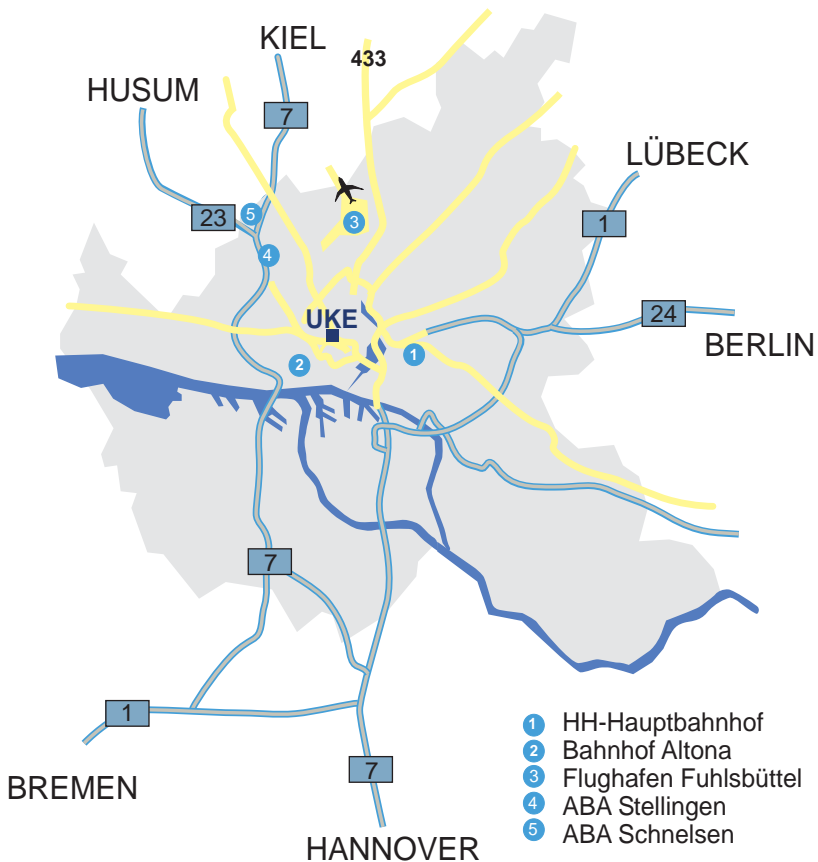 KIEL
433
HUSUM
7
LÜBECK
23
5
3
1
4
24
UKE
BERLIN
2
1
7
1
BREMEN
7
HANNOVER
1 HH-Hauptbahnhof
2 Bahnhof Altona
3 Flughafen Fuhlsbüttel
4 ABA Stellingen
5 ABA Schnelsen